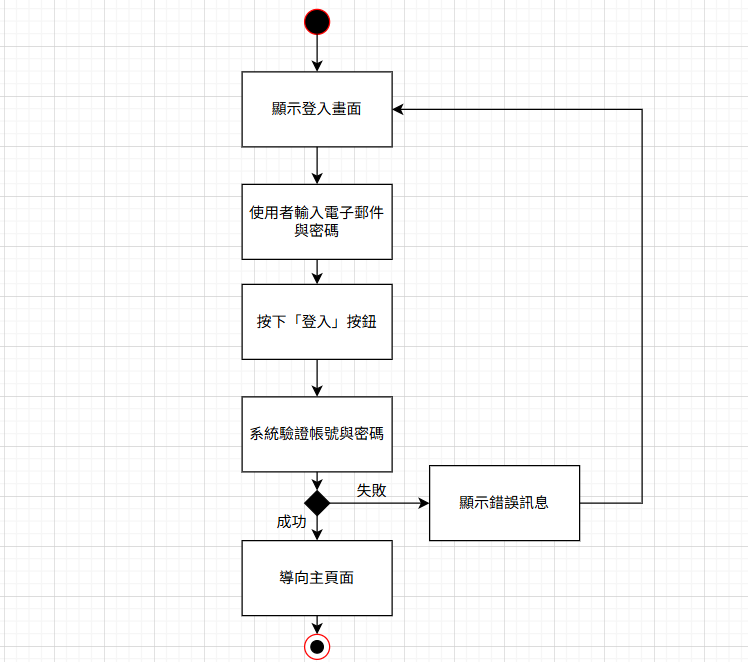 顯示登入畫面
使用者輸入電子郵件
與密碼
按下「登入」按鈕
系統驗證帳號與密碼
失敗
顯示錯誤訊息
成功
導向主頁面